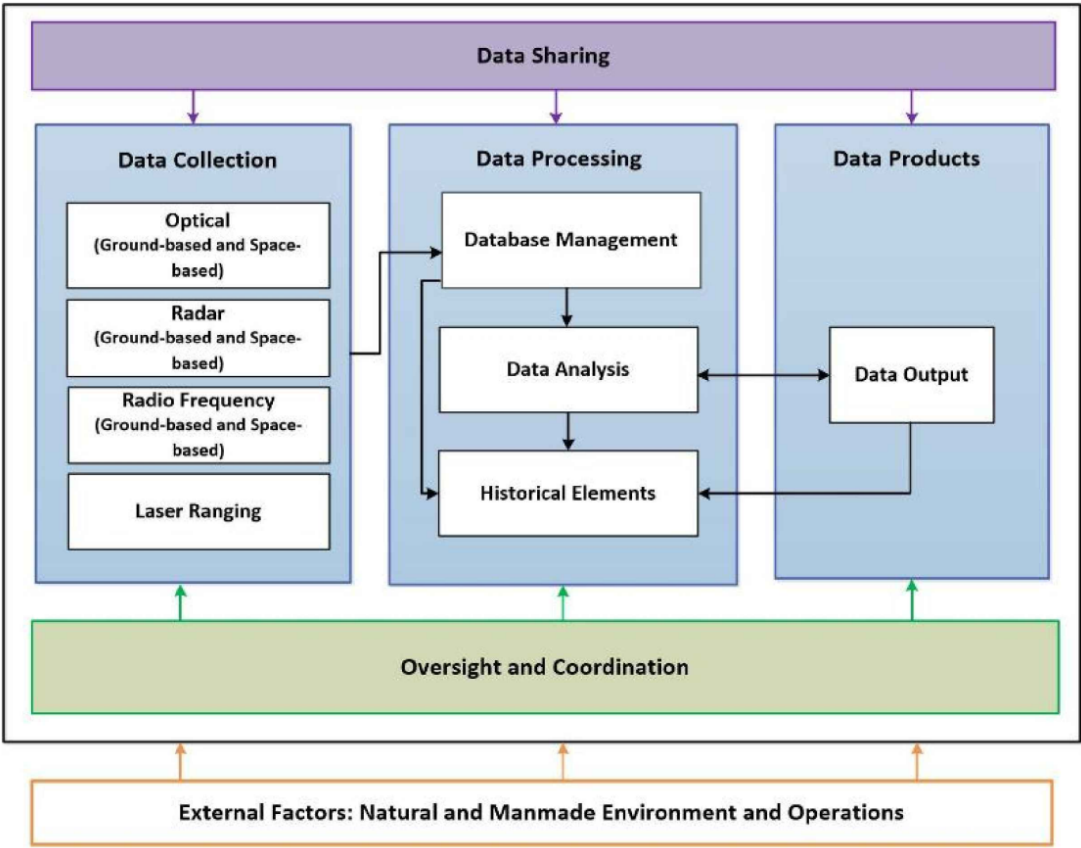 Data Sharing
Data Collection
Optical
(Ground-based and Space-
based)
Radar
(Ground-based and Space-
based)
Radio Frequency
(Ground-based and Space-
based)
Laser Ranging
Data Processing
Database Management
Data Analysis
Historical Elements
Data Products
Data Output
Oversight and Coordination
External Factors: Natural and Manmade Environment and Operations